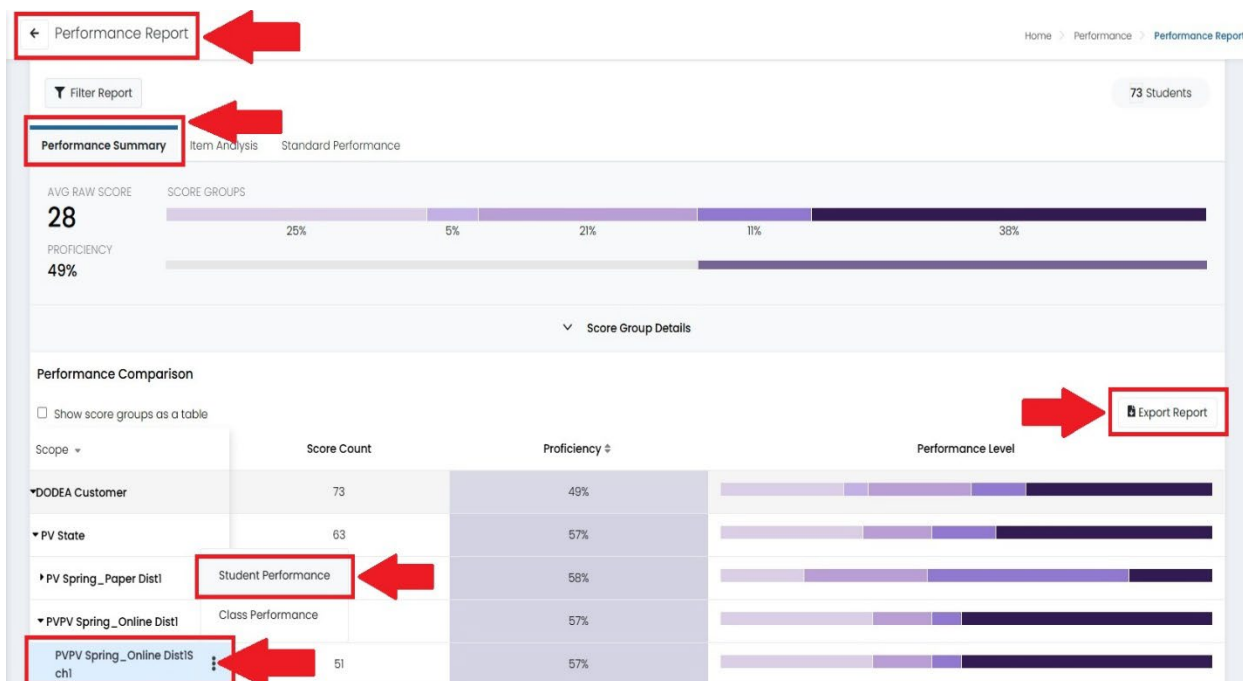 Performance Report
Home > Performance > Performance Report
Filter Report
73 Students
Performance Summary Item Analysis Standard Performance
AVG RAW SCORE SCORE GROUPS
28
25% 5% 21% 11% 38%
PROFICIENCY
49%
Score Group Details
Performance Comparison
Show score groups as a table
Export Report
Scope Score Count Proficiency Performance Level
DODEA Customer 73 49%
PV State 63 57%
PV Spring_Paper Dist1 Student Performance 58%
PVPV Spring_Online Dist1 Class Performance 57%
PVPV Spring_Online Dist1S 51 57%
ch1